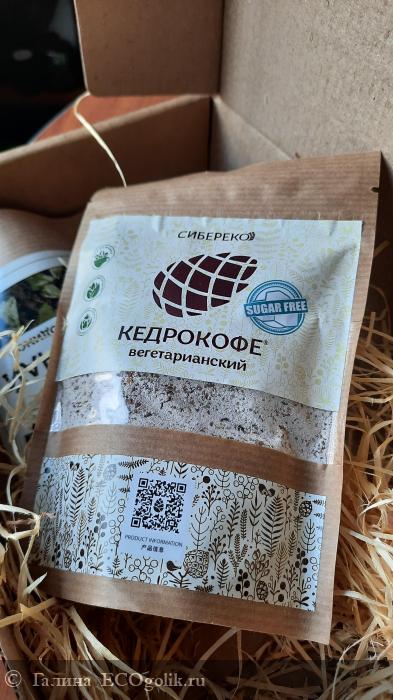 СИБЕРЕКО
SUGAR FREE
КЕДРОКОФЕ®
вегетарианский
PRODUCT INFORMATION
产品信息
© Галина ECOgolik.ru